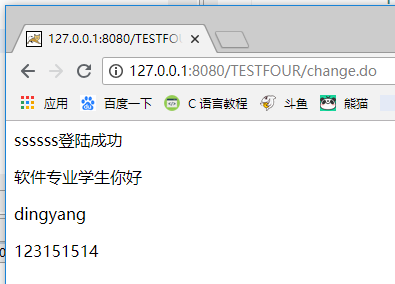 127.0.0.1:8080/TESTFOU
127.0.0.1:8080/TESTFOUR/change.do
应用 百度一下 C 语言教程 斗鱼 熊猫
ssssss登陆成功
软件专业学生你好
dingyang
123151514